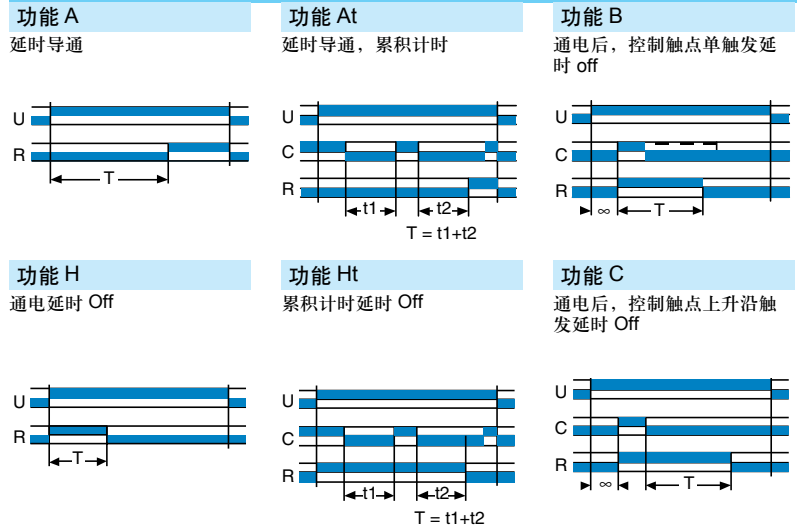 功能 A
延时导通
U
R
T
功能 At
延时导通，累积计时
U
C
R
t1
t2
T = t1+t2
功能 B
通电后，控制触点单触发延
时 off
U
C
R
∞
T
功能 H
通电延时 Off
U
R
T
功能 Ht
累积计时延时 Off
U
C
R
t1
t2
T = t1+t2
功能 C
通电后，控制触点上升沿触
发延时 Off
U
C
R
∞
T